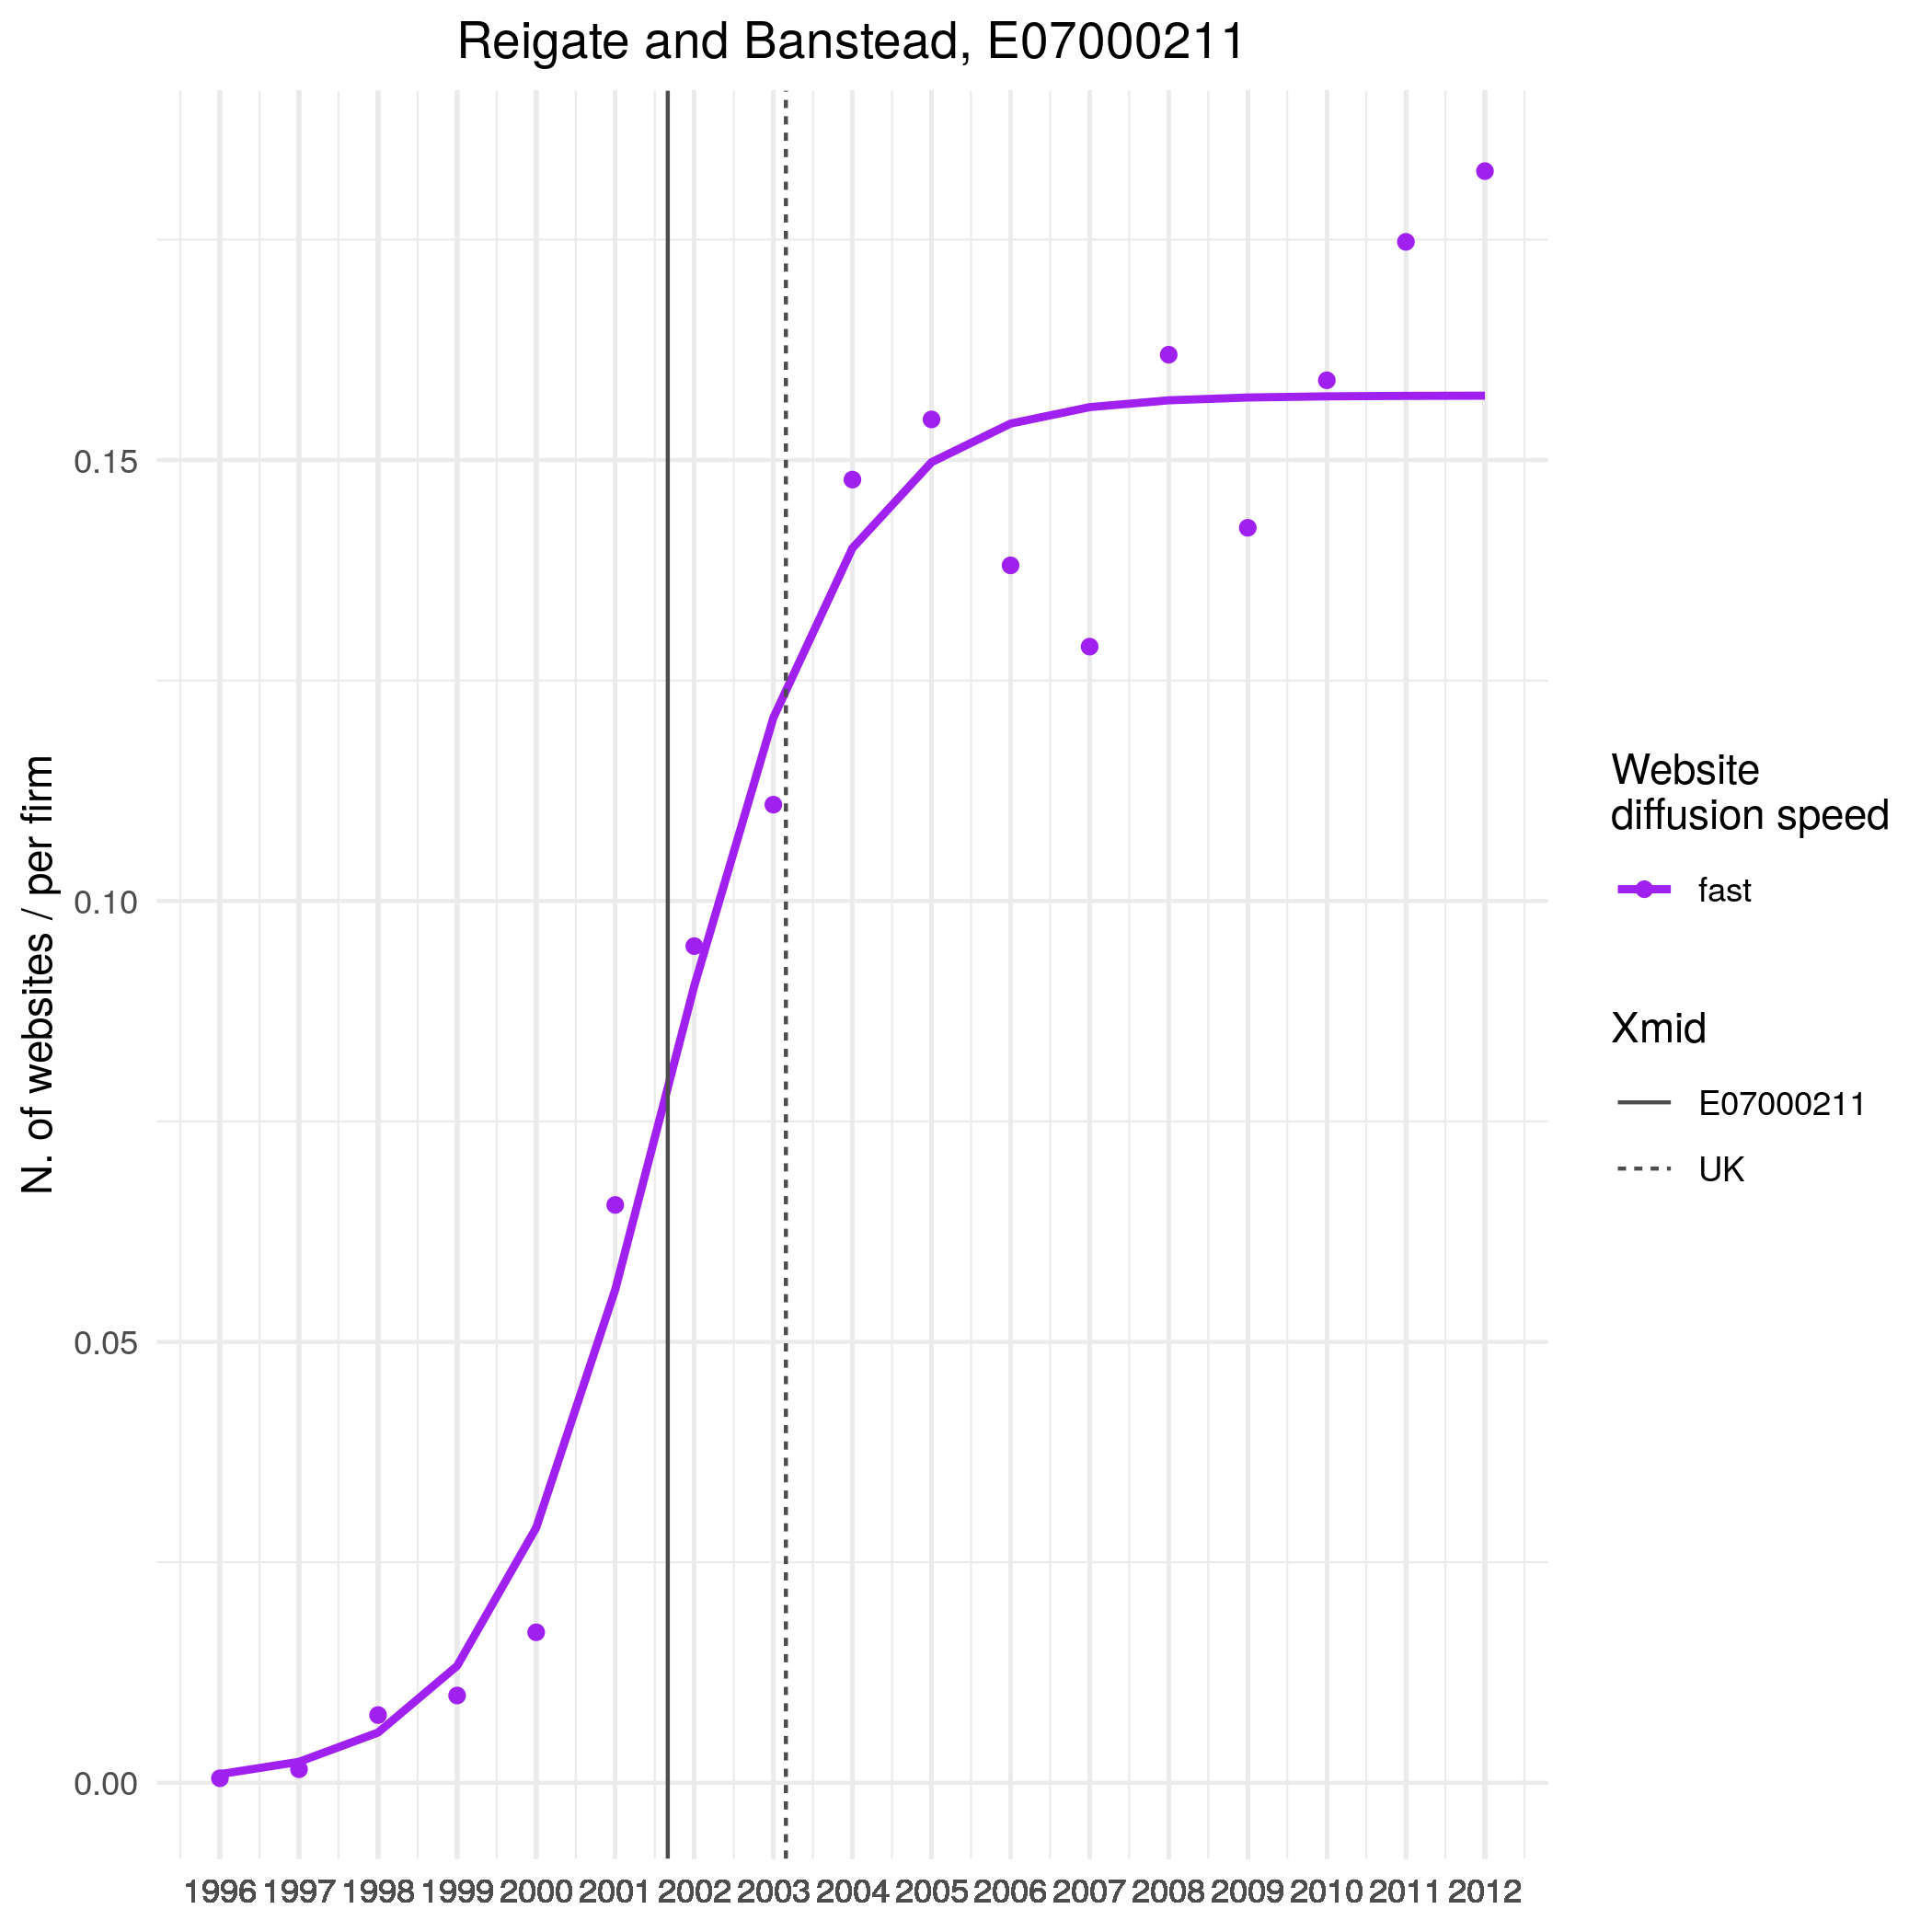 Reigate and Banstead, E07000211
N. of websites / per firm
0.15
0.10
0.05
0.00
1996 1997 1998 1999 2000 2001 2002 2003 2004 2005 2006 2007 2008 2009 2010 2011 2012
Website
diffusion speed
fast
Xmid
E07000211
UK